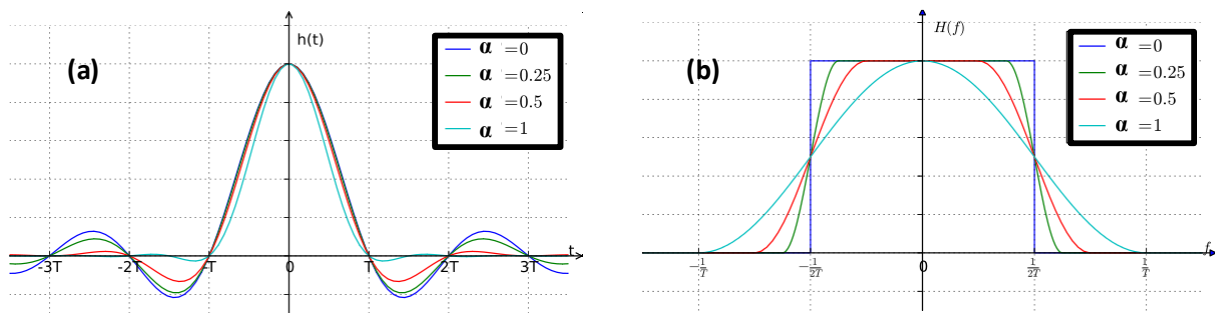 (a)
h(t)
α =0
α =0.25
α =0.5
α =1
t
-3T -2T -T 0 T 2T 3T
(b)
H(f)
α =0
α =0.25
α =0.5
α =1
f
-1/T -1/2T 0 1/2T 1/T